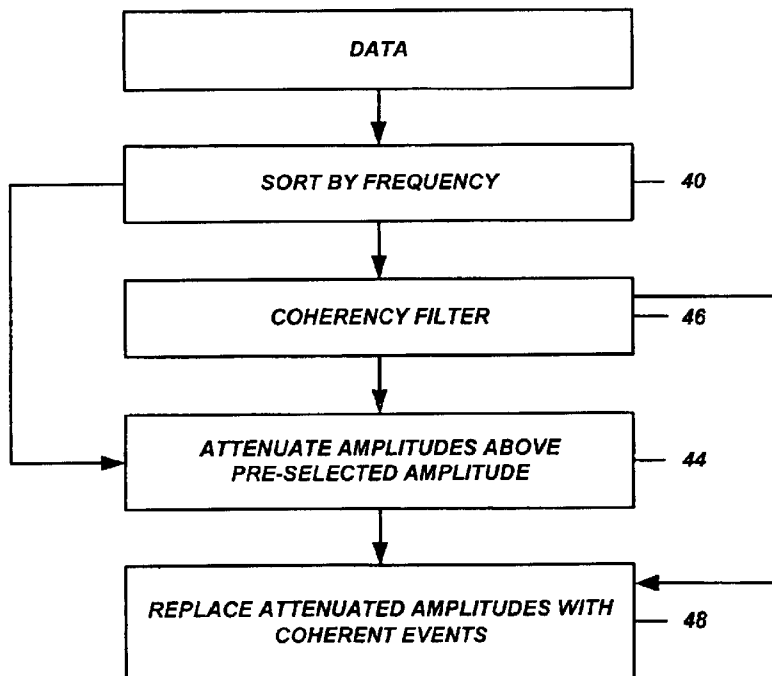 DATA
SORT BY FREQUENCY
40
COHERENCY FILTER
46
ATTENUATE AMPLITUDES ABOVE
PRE-SELECTED AMPLITUDE
44
REPLACE ATTENUATED AMPLITUDES WITH
COHERENT EVENTS
48